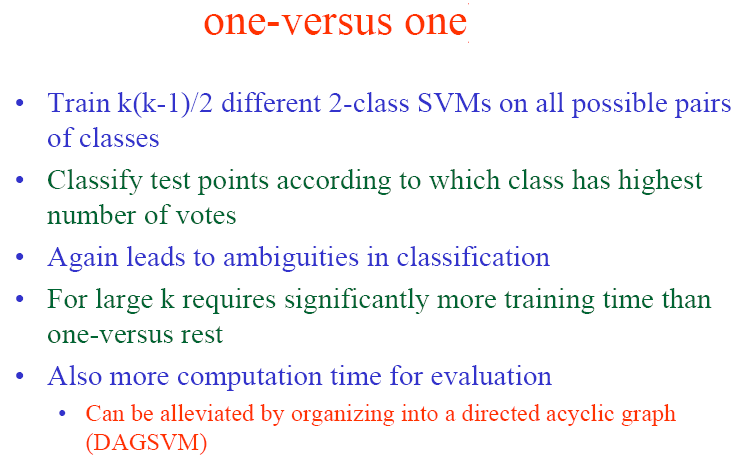 one-versus one
• Train k(k-1)/2 different 2-class SVMs on all possible pairs
of classes
• Classify test points according to which class has highest
number of votes
• Again leads to ambiguities in classification
• For large k requires significantly more training time than
one-versus rest
• Also more computation time for evaluation
• Can be alleviated by organizing into a directed acyclic graph
(DAGSVM)